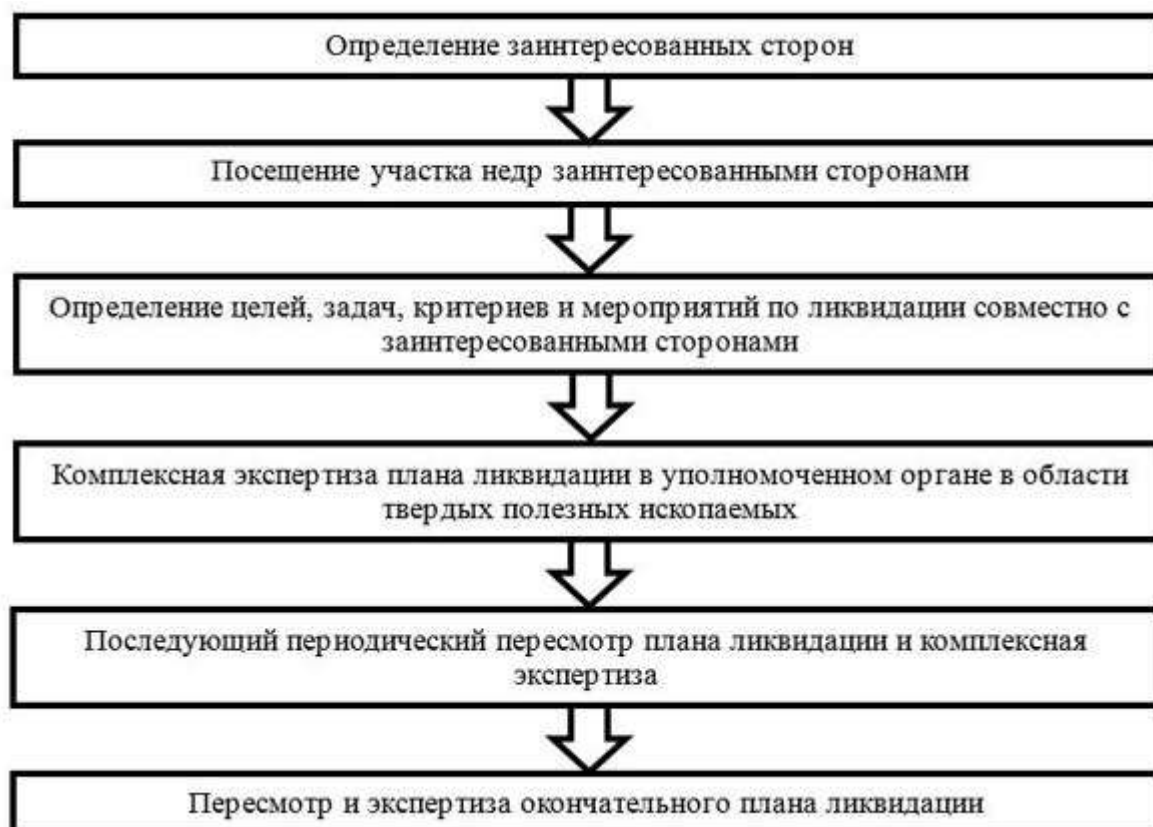 Определение заинтересованных сторон
Посещение участка недр заинтересованными сторонами
Определение целей, задач, критериев и мероприятий по ликвидации совместно с
заинтересованными сторонами
Комплексная экспертиза плана ликвидации в уполномоченном органе в области
твердых полезных ископаемых
Последующий периодический пересмотр плана ликвидации и комплексная
экспертиза
Пересмотр и экспертиза окончательного плана ликвидации